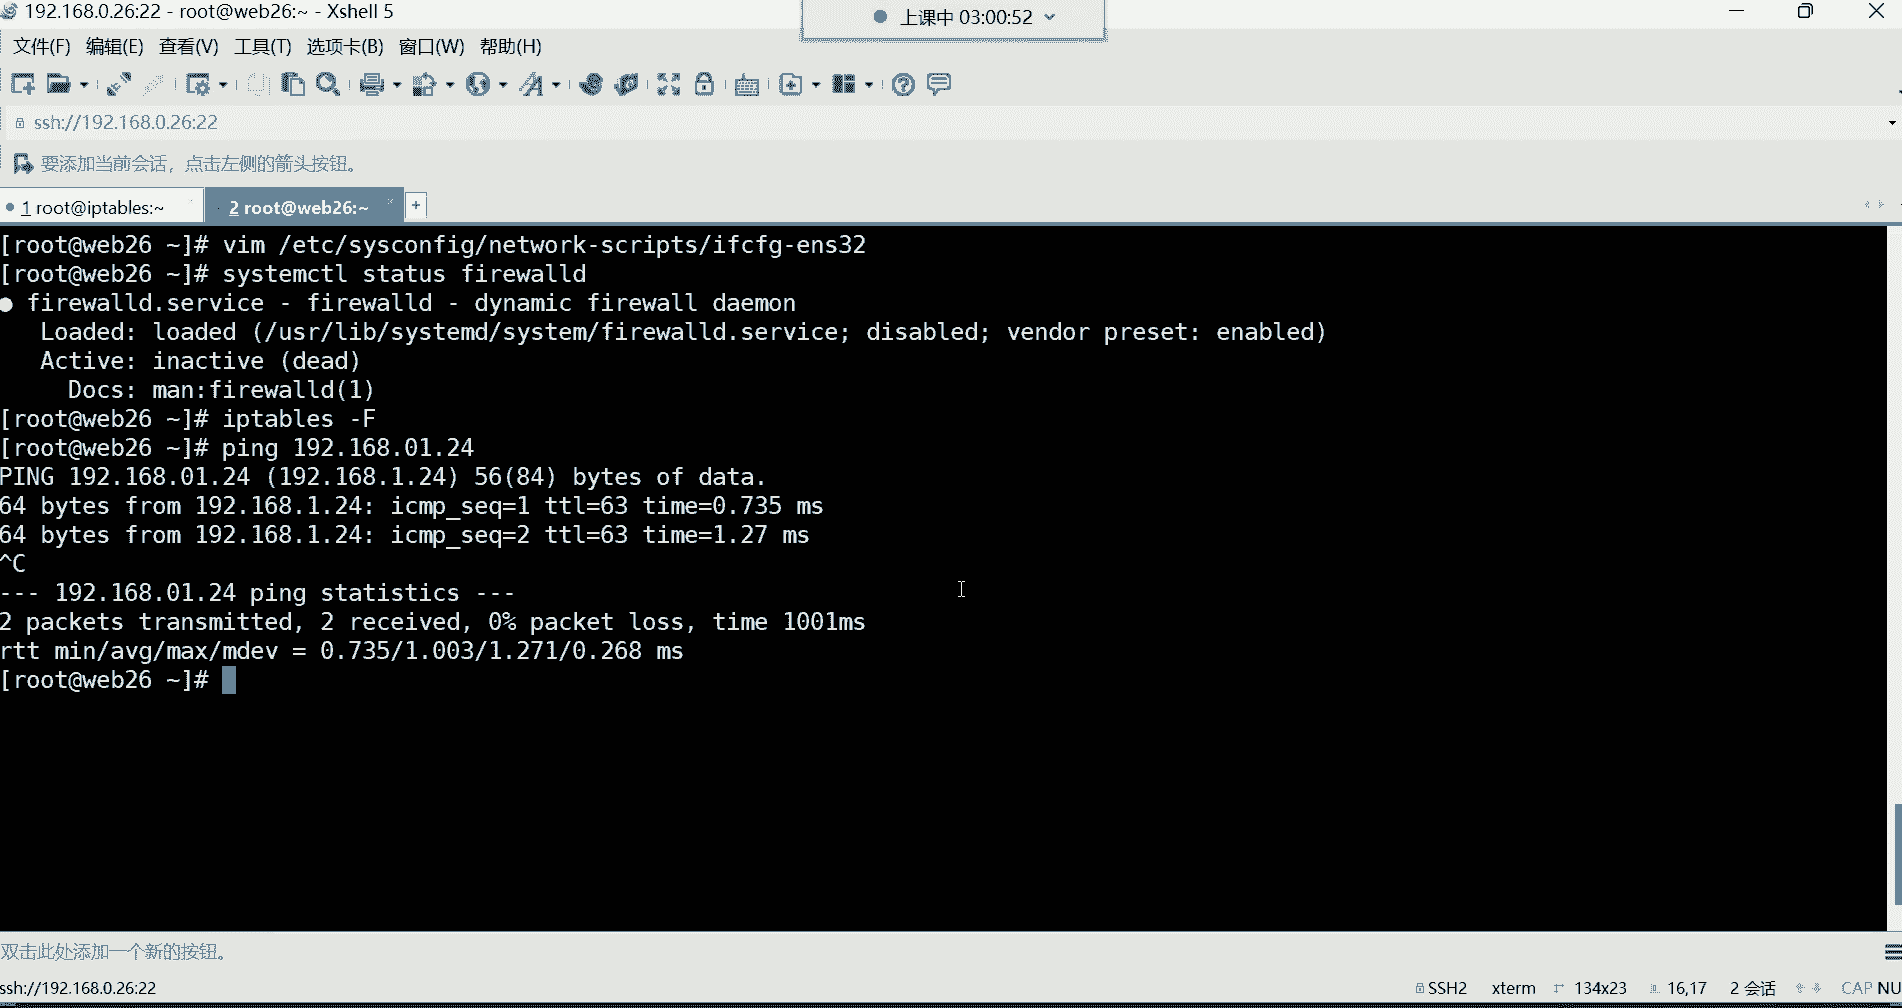 192.168.0.26:22 - root@web26:~ - Xshell 5
上课中 03:00:52
文件(F) 编辑(E) 查看(V) 工具(T) 选项卡(B) 窗口(W) 帮助(H)
ssh://192.168.0.26:22
要添加当前会话，点击左侧的箭头按钮。
1 root@iptables:~
2 root@web26:~
[root@web26 ~]# vim /etc/sysconfig/network-scripts/ifcfg-ens32
[root@web26 ~]# systemctl status firewalld
● firewalld.service - firewalld - dynamic firewall daemon
Loaded: loaded (/usr/lib/systemd/system/firewalld.service; disabled; vendor preset: enabled)
Active: inactive (dead)
Docs: man:firewalld(1)
[root@web26 ~]# iptables -F
[root@web26 ~]# ping 192.168.01.24
PING 192.168.01.24 (192.168.1.24) 56(84) bytes of data.
64 bytes from 192.168.1.24: icmp_seq=1 ttl=63 time=0.735 ms
64 bytes from 192.168.1.24: icmp_seq=2 ttl=63 time=1.27 ms
^C
--- 192.168.01.24 ping statistics ---
2 packets transmitted, 2 received, 0% packet loss, time 1001ms
rtt min/avg/max/mdev = 0.735/1.003/1.271/0.268 ms
[root@web26 ~]#
双击此处添加一个新的按钮。
ssh://192.168.0.26:22
SSH2 xterm 134x23 16,17 2 会话 CAP NU